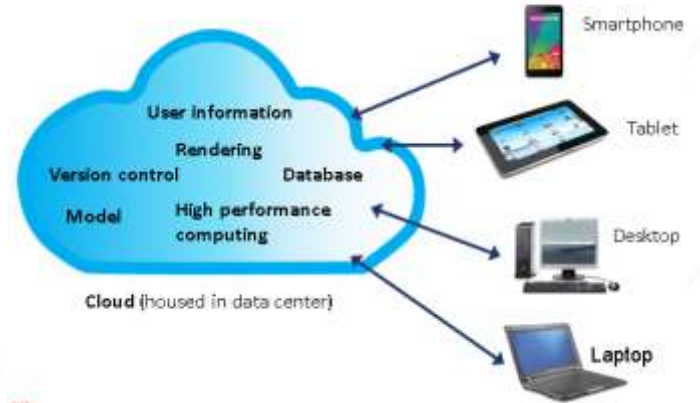 Smartphone
User information
Tablet
Rendering
Version control
Database
Model
High performance
computing
Desktop
Cloud (housed in data center)
Laptop